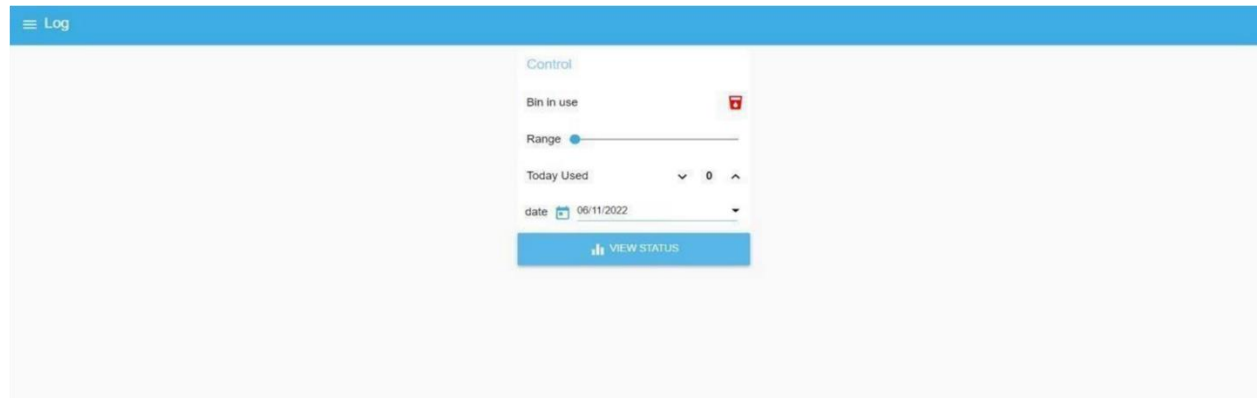 Log
Control
Bin in use
Range
Today Used 0
date 06/11/2022
VIEW STATUS